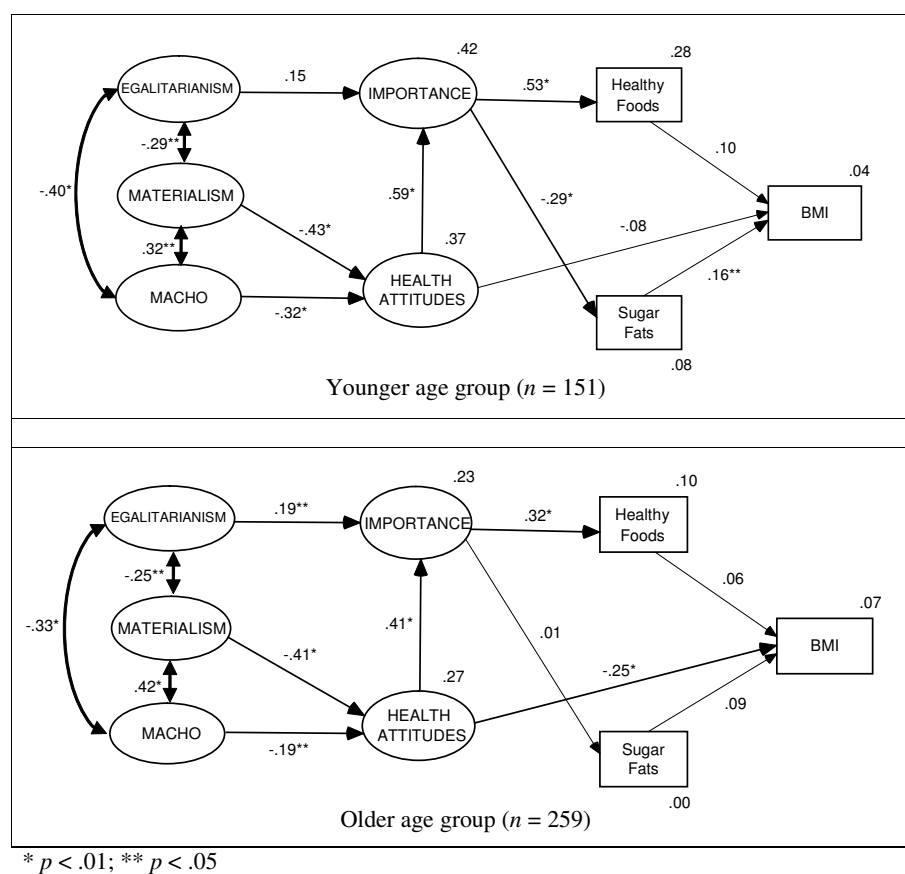 .42
.28
EGALITARIANISM
.15
IMPORTANCE
.53*
Healthy
Foods
-.29**
.10
.04
-.40*
MATERIALISM
.59*
-.29*
BMI
-.43*
.37
-.08
.32**
HEALTH
ATTITUDES
.16**
MACHO
-.32*
Sugar
Fats
.08
Younger age group (n = 151)
.23
.10
EGALITARIANISM
.19**
IMPORTANCE
.32*
Healthy
Foods
-.25**
.06
.07
-.33*
MATERIALISM
.41*
.01
BMI
-.41*
.27
-.25*
.42*
HEALTH
ATTITUDES
.09
MACHO
-.19**
Sugar
Fats
.00
Older age group (n = 259)
* p < .01; ** p < .05